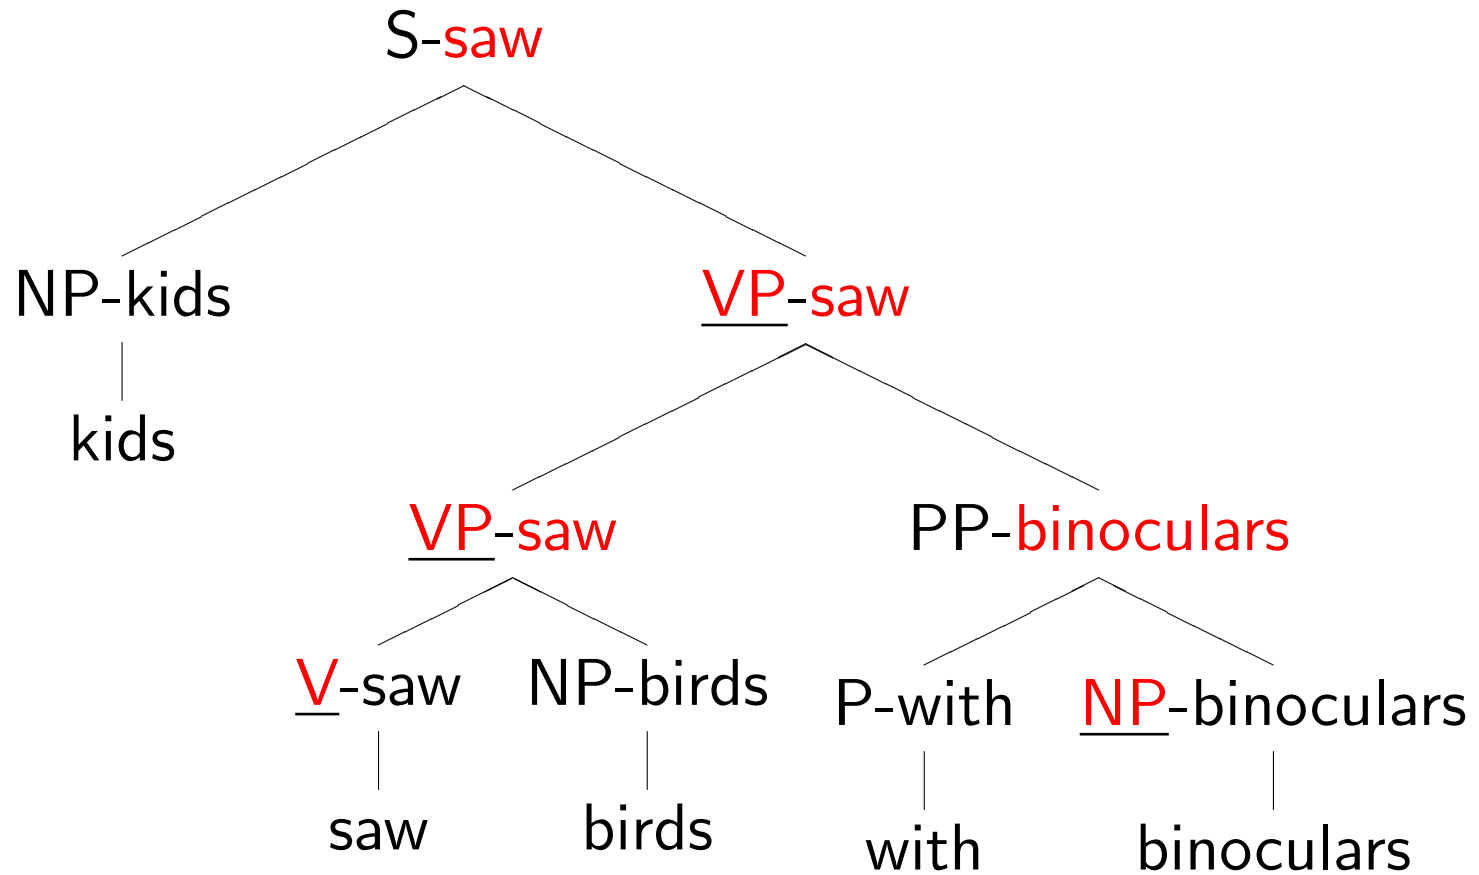 S-saw
NP-kids VP-saw
kids
VP-saw PP-binoculars
V-saw NP-birds P-with NP-binoculars
saw birds with binoculars